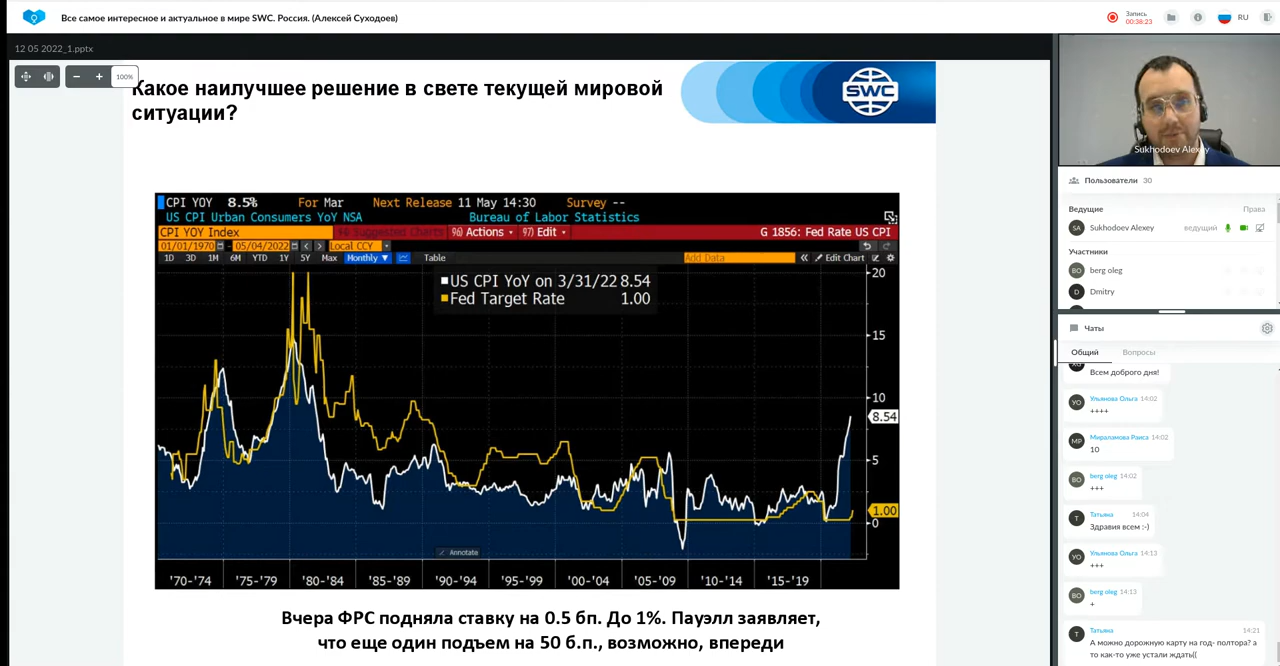 Все самое интересное и актуальное в мире SWC. Россия. (Алексей Суходоев)
Запись
00:38:23
RU
12 05 2022_1.pptx
100%
Какое наилучшее решение в свете текущей мировой
ситуации?
SWC
CPI YOY 8.5% For Mar Next Release 11 May 14:30 Survey --
US CPI Urban Consumers YoY NSA Bureau of Labor Statistics
CPI YOY Index Suggested Charts 96) Actions 97) Edit G 1856: Fed Rate US CPI
01/01/1970 - 05/04/2022 Local CCY
1D 3D 1M 6M YTD 1Y 5Y Max Monthly ▼ Table Add Data « Edit Chart
US CPI YoY on 3/31/22 8.54
Fed Target Rate 1.00
20
15
10
8.54
5
1.00
0
Annotate
'70-'74 '75-'79 '80-'84 '85-'89 '90-'94 '95-'99 '00-'04 '05-'09 '10-'14 '15-'19
Вчера ФРС подняла ставку на 0.5 бп. До 1%. Пауэлл заявляет,
что еще один подъем на 50 б.п., возможно, впереди
Sukhodoev Alexey
Пользователи 30
Ведущие Права
SA Sukhodoev Alexey ведущий
Участники
BO berg oleg
D Dmitry
Чаты
Общий Вопросы
Всем доброго дня!
УО Ульянова Ольга 14:02
++++
МР Мирапанова Раиса 14:02
10
BO berg oleg 14:02
+++
Т Татьяна 14:04
Здравия всем :-)
УО Ульянова Ольга 14:13
+++
BO berg oleg 14:13
+
Т Татьяна 14:21
А можно дорожную карту на год- полтора? а
то как-то уже устали ждать((